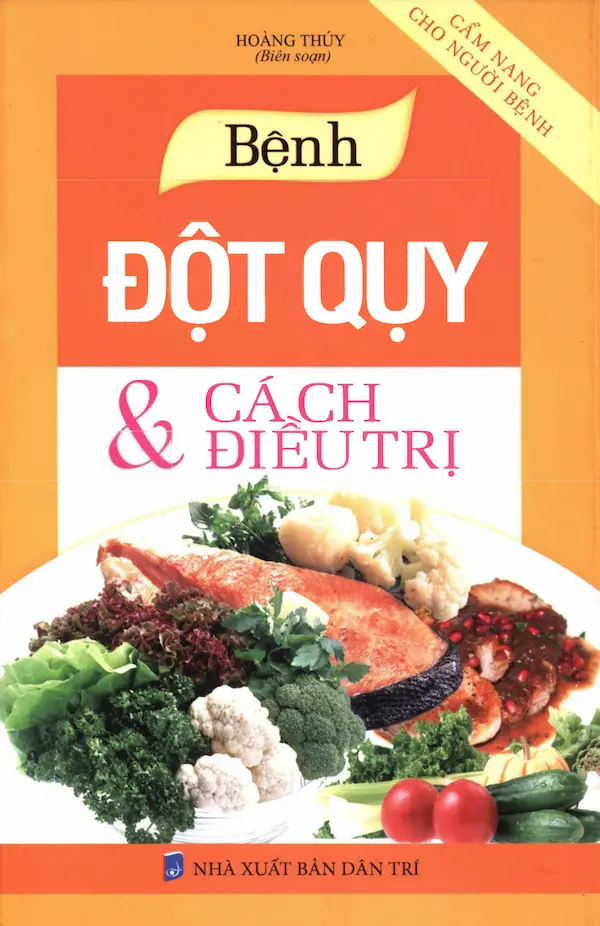 HOÀNG THÚY
(Biên soạn)
CẨM NANG
CHO NGƯỜI BỆNH
Bệnh
ĐỘT QUỴ
& CÁCH
ĐIỀU TRỊ
NHÀ XUẤT BẢN DÂN TRÍ